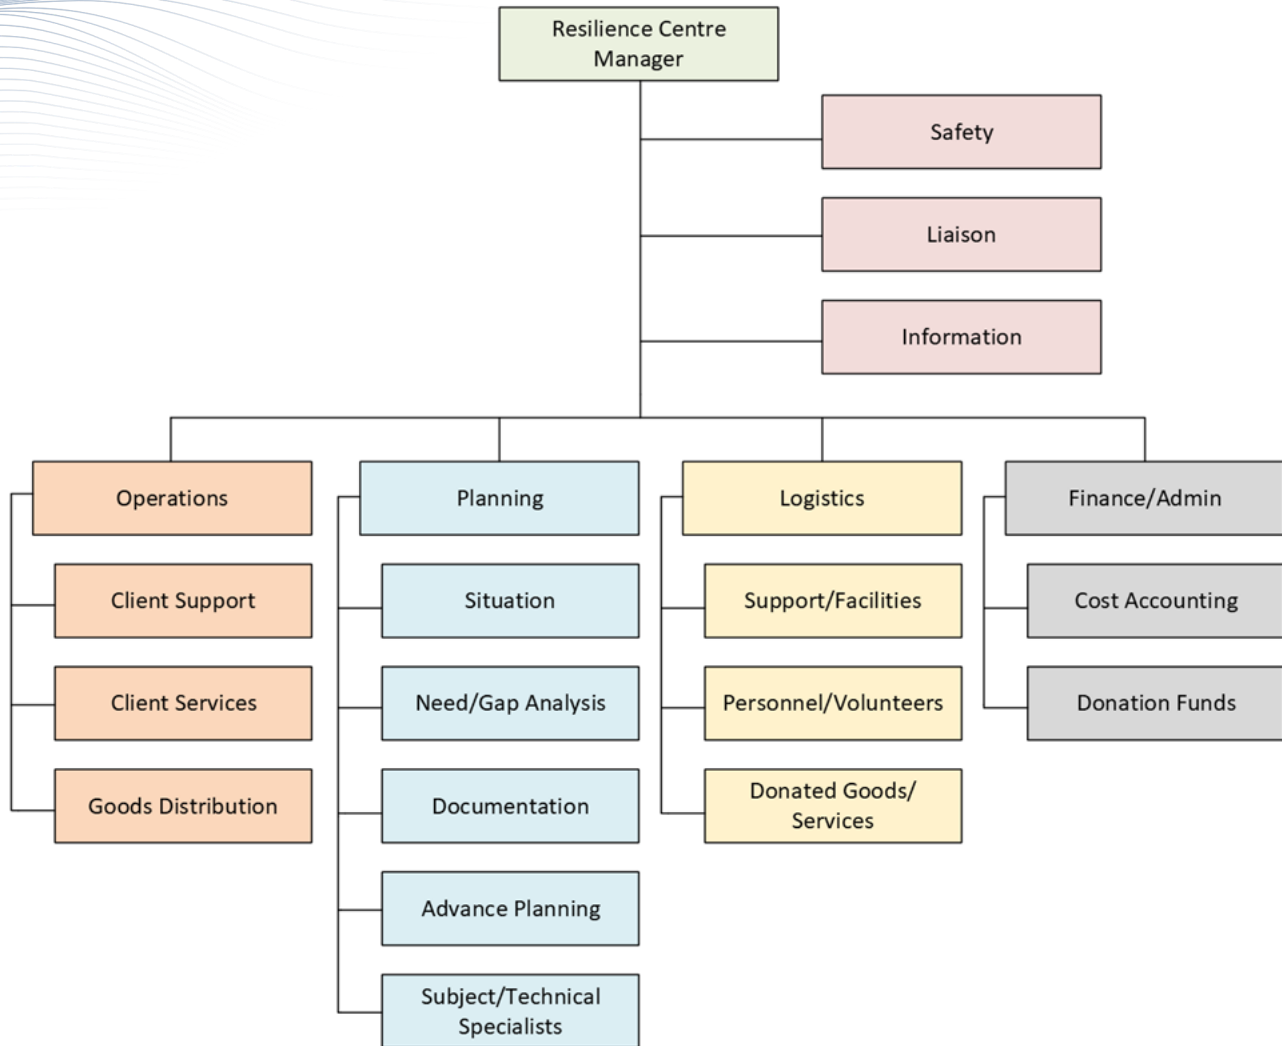 Resilience Centre
Manager
Safety
Liaison
Information
Operations
Client Support
Client Services
Goods Distribution
Planning
Situation
Need/Gap Analysis
Documentation
Advance Planning
Subject/Technical
Specialists
Logistics
Support/Facilities
Personnel/Volunteers
Donated Goods/
Services
Finance/Admin
Cost Accounting
Donation Funds